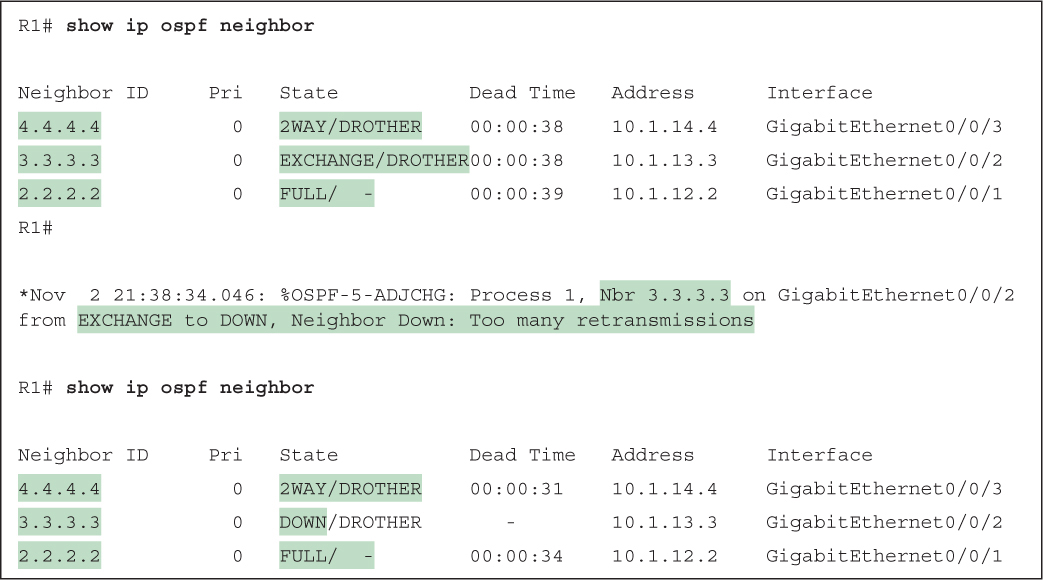 R1# show ip ospf neighbor
Neighbor ID     Pri   State           Dead Time   Address      Interface
4.4.4.4           0   2WAY/DROTHER    00:00:38    10.1.14.4    GigabitEthernet0/0/3
3.3.3.3           0   EXCHANGE/DROTHER00:00:38    10.1.13.3    GigabitEthernet0/0/2
2.2.2.2           0   FULL/  -        00:00:39    10.1.12.2    GigabitEthernet0/0/1
R1#
*Nov  2 21:38:34.046: %OSPF-5-ADJCHG: Process 1, Nbr 3.3.3.3 on GigabitEthernet0/0/2
from EXCHANGE to DOWN, Neighbor Down: Too many retransmissions
R1# show ip ospf neighbor
Neighbor ID     Pri   State           Dead Time   Address      Interface
4.4.4.4           0   2WAY/DROTHER    00:00:31    10.1.14.4    GigabitEthernet0/0/3
3.3.3.3           0   DOWN/DROTHER       -        10.1.13.3    GigabitEthernet0/0/2
2.2.2.2           0   FULL/  -        00:00:34    10.1.12.2    GigabitEthernet0/0/1